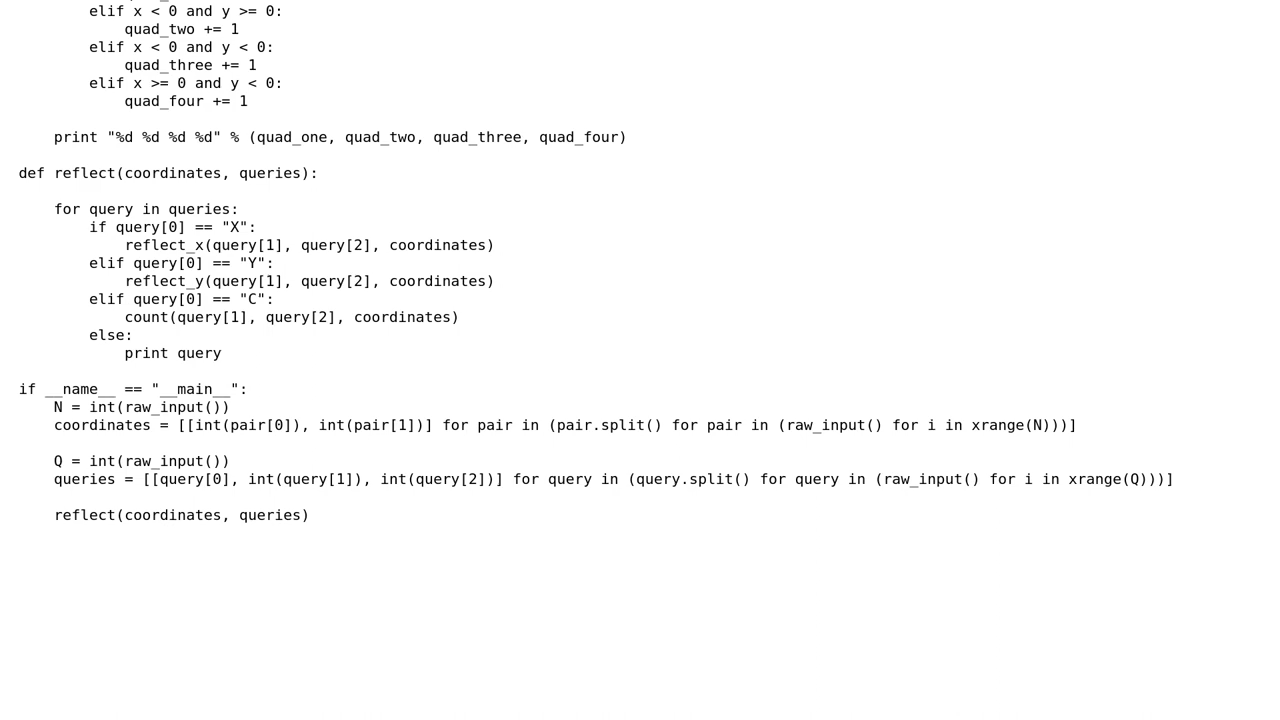 elif x < 0 and y >= 0:
            quad_two += 1
        elif x < 0 and y < 0:
            quad_three += 1
        elif x >= 0 and y < 0:
            quad_four += 1

    print "%d %d %d %d" % (quad_one, quad_two, quad_three, quad_four)

def reflect(coordinates, queries):

    for query in queries:
        if query[0] == "X":
            reflect_x(query[1], query[2], coordinates)
        elif query[0] == "Y":
            reflect_y(query[1], query[2], coordinates)
        elif query[0] == "C":
            count(query[1], query[2], coordinates)
        else:
            print query

if __name__ == "__main__":
    N = int(raw_input())
    coordinates = [[int(pair[0]), int(pair[1])] for pair in (pair.split() for pair in (raw_input() for i in xrange(N)))]

    Q = int(raw_input())
    queries = [[query[0], int(query[1]), int(query[2])] for query in (query.split() for query in (raw_input() for i in xrange(Q)))]

    reflect(coordinates, queries)